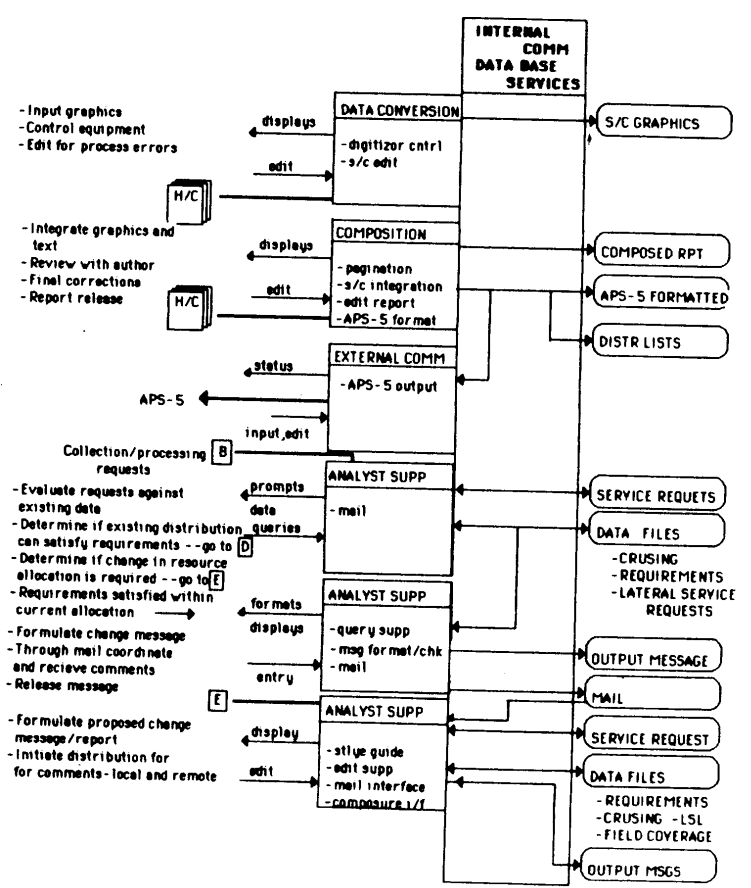 INTERNAL
COMM
DATA BASE
SERVICES
- Input graphics
- Control equipment
- Edit for process errors
displays
edit
H/C
DATA CONVERSION
-digitizor cntrl
-s/c edit
S/C GRAPHICS
- Integrate graphics and
text
- Review with author
- Final corrections
- Report release
displays
edit
H/C
COMPOSITION
-pagination
-s/c integration
-edit report
-APS-5 format
COMPOSED RPT
APS-5 FORMATTED
DISTR LISTS
status
APS-5
input,edit
EXTERNAL COMM
-APS-5 output
Collection/processing
requests
B
- Evaluate requests against
existing data
- Determine if existing distribution
can satisfy requirements --go to D
- Determine if change in resource
allocation is required --go to E
- Requirements satisfied within
current allocation
prompts
data
queries
ANALYST SUPP
-mail
SERVICE REQUETS
DATA FILES
-CRUSING
-REQUIREMENTS
-LATERAL SERVICE
REQUESTS
- Formulate change message
- Through mail coordinate
and recieve comments
- Release message
formats
displays
entry
ANALYST SUPP
-query supp
-msg format/chk
-mail
OUTPUT MESSAGE
MAIL
E
- Formulate proposed change
message/report
- Initiate distribution for
for comments-local and remote
display
edit
ANALYST SUPP
-stlye guide
-edit supp
-mail interface
-composure i/f
SERVICE REQUEST
DATA FILES
-REQUIREMENTS
-CRUSING -LSL
-FIELD COVERAGE
OUTPUT MSGS